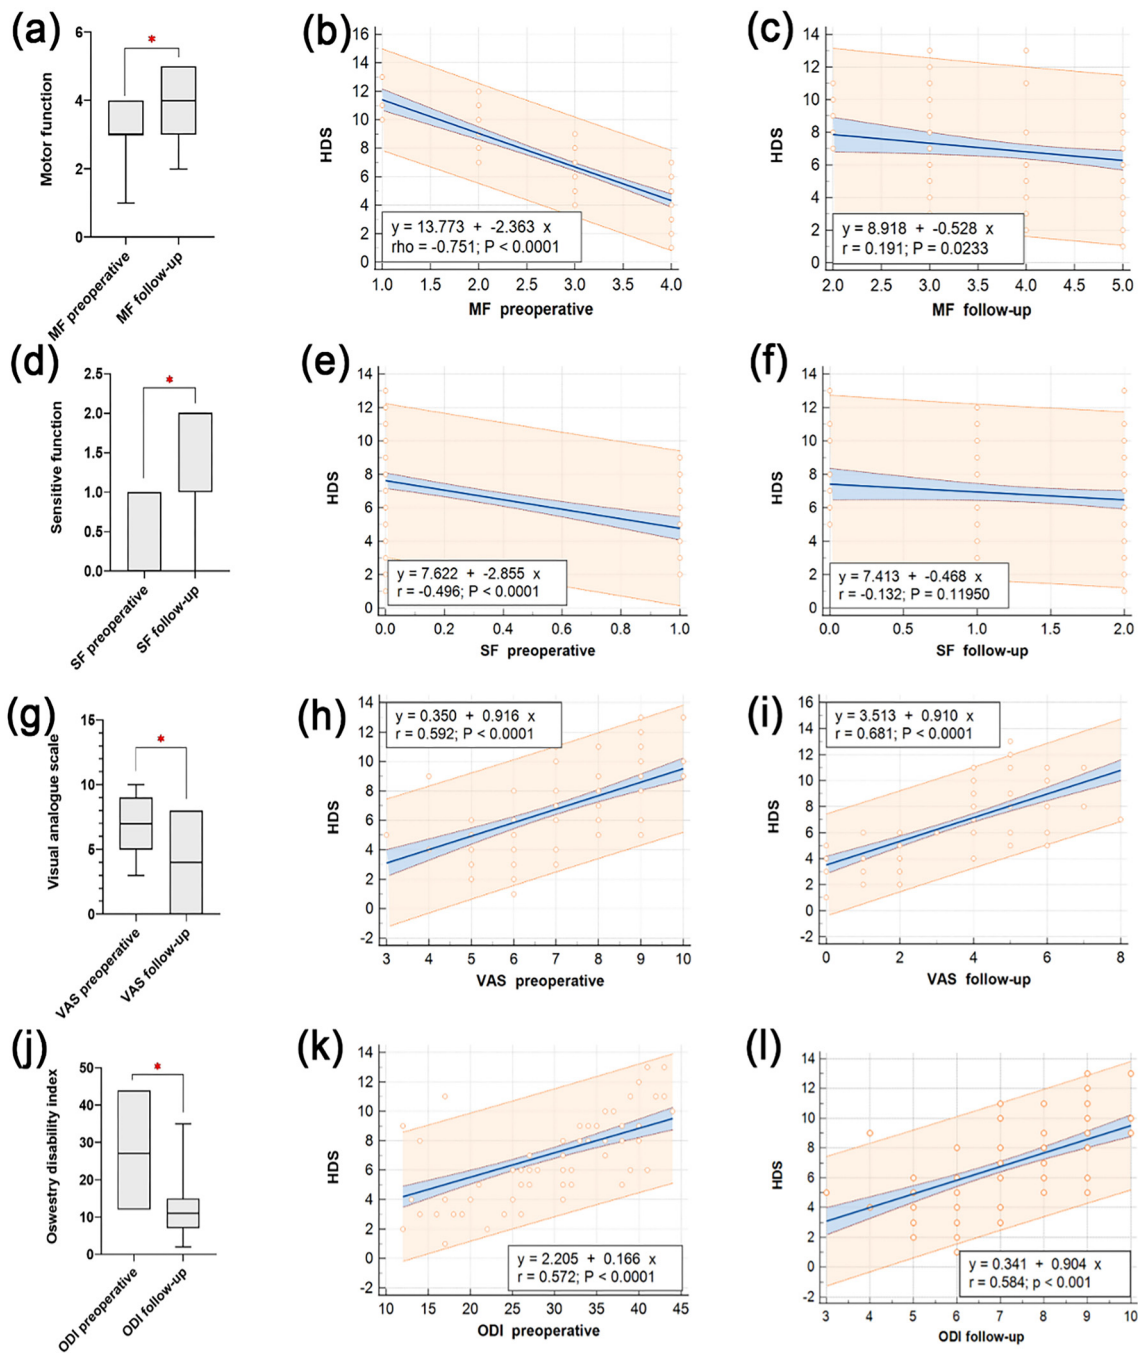 (a)
6
4
2
0
Motor function
*
MF preoperative
MF follow-up
(b)
16
14
12
10
8
6
4
2
0
HDS
y = 13.773 + -2.363 x
rho = -0.751; P < 0.0001
1.0 1.5 2.0 2.5 3.0 3.5 4.0
MF preoperative
(c)
14
12
10
8
6
4
2
0
HDS
y = 8.918 + -0.528 x
r = 0.191; P = 0.0233
2.0 2.5 3.0 3.5 4.0 4.5 5.0
MF follow-up
(d)
2.5
2.0
1.5
1.0
0.5
0.0
Sensitive function
*
SF preoperative
SF follow-up
(e)
14
12
10
8
6
4
2
0
HDS
y = 7.622 + -2.855 x
r = -0.496; P < 0.0001
0.0 0.2 0.4 0.6 0.8 1.0
SF preoperative
(f)
14
12
10
8
6
4
2
0
HDS
y = 7.413 + -0.468 x
r = -0.132; P = 0.11950
0.0 0.5 1.0 1.5 2.0
SF follow-up
(g)
15
10
5
0
Visual analogue scale
*
VAS preoperative
VAS follow-up
(h)
14
12
10
8
6
4
2
0
-2
HDS
y = 0.350 + 0.916 x
r = 0.592; P < 0.0001
3 4 5 6 7 8 9 10
VAS preoperative
(i)
16
14
12
10
8
6
4
2
0
-2
HDS
y = 3.513 + 0.910 x
r = 0.681; P < 0.0001
0 2 4 6 8
VAS follow-up
(j)
50
40
30
20
10
0
Oswestry disability index
*
ODI preoperative
ODI follow-up
(k)
14
12
10
8
6
4
2
0
-2
HDS
y = 2.205 + 0.166 x
r = 0.572; P < 0.0001
10 15 20 25 30 35 40 45
ODI preoperative
(l)
14
12
10
8
6
4
2
0
-2
HDS
y = 0.341 + 0.904 x
r = 0.584; p < 0.001
3 4 5 6 7 8 9 10
ODI follow-up